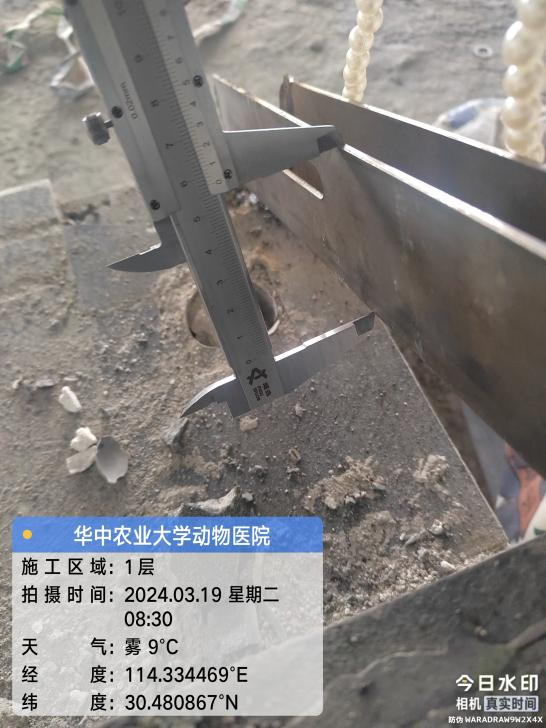 0.02mm
华中农业大学动物医院
施工区域：1层
拍摄时间：2024.03.19 星期二
08:30
天气：雾 9°C
经度：114.334469°E
纬度：30.480867°N
今日水印
相机 真实时间
防伪 WARADRAW9W2X4X